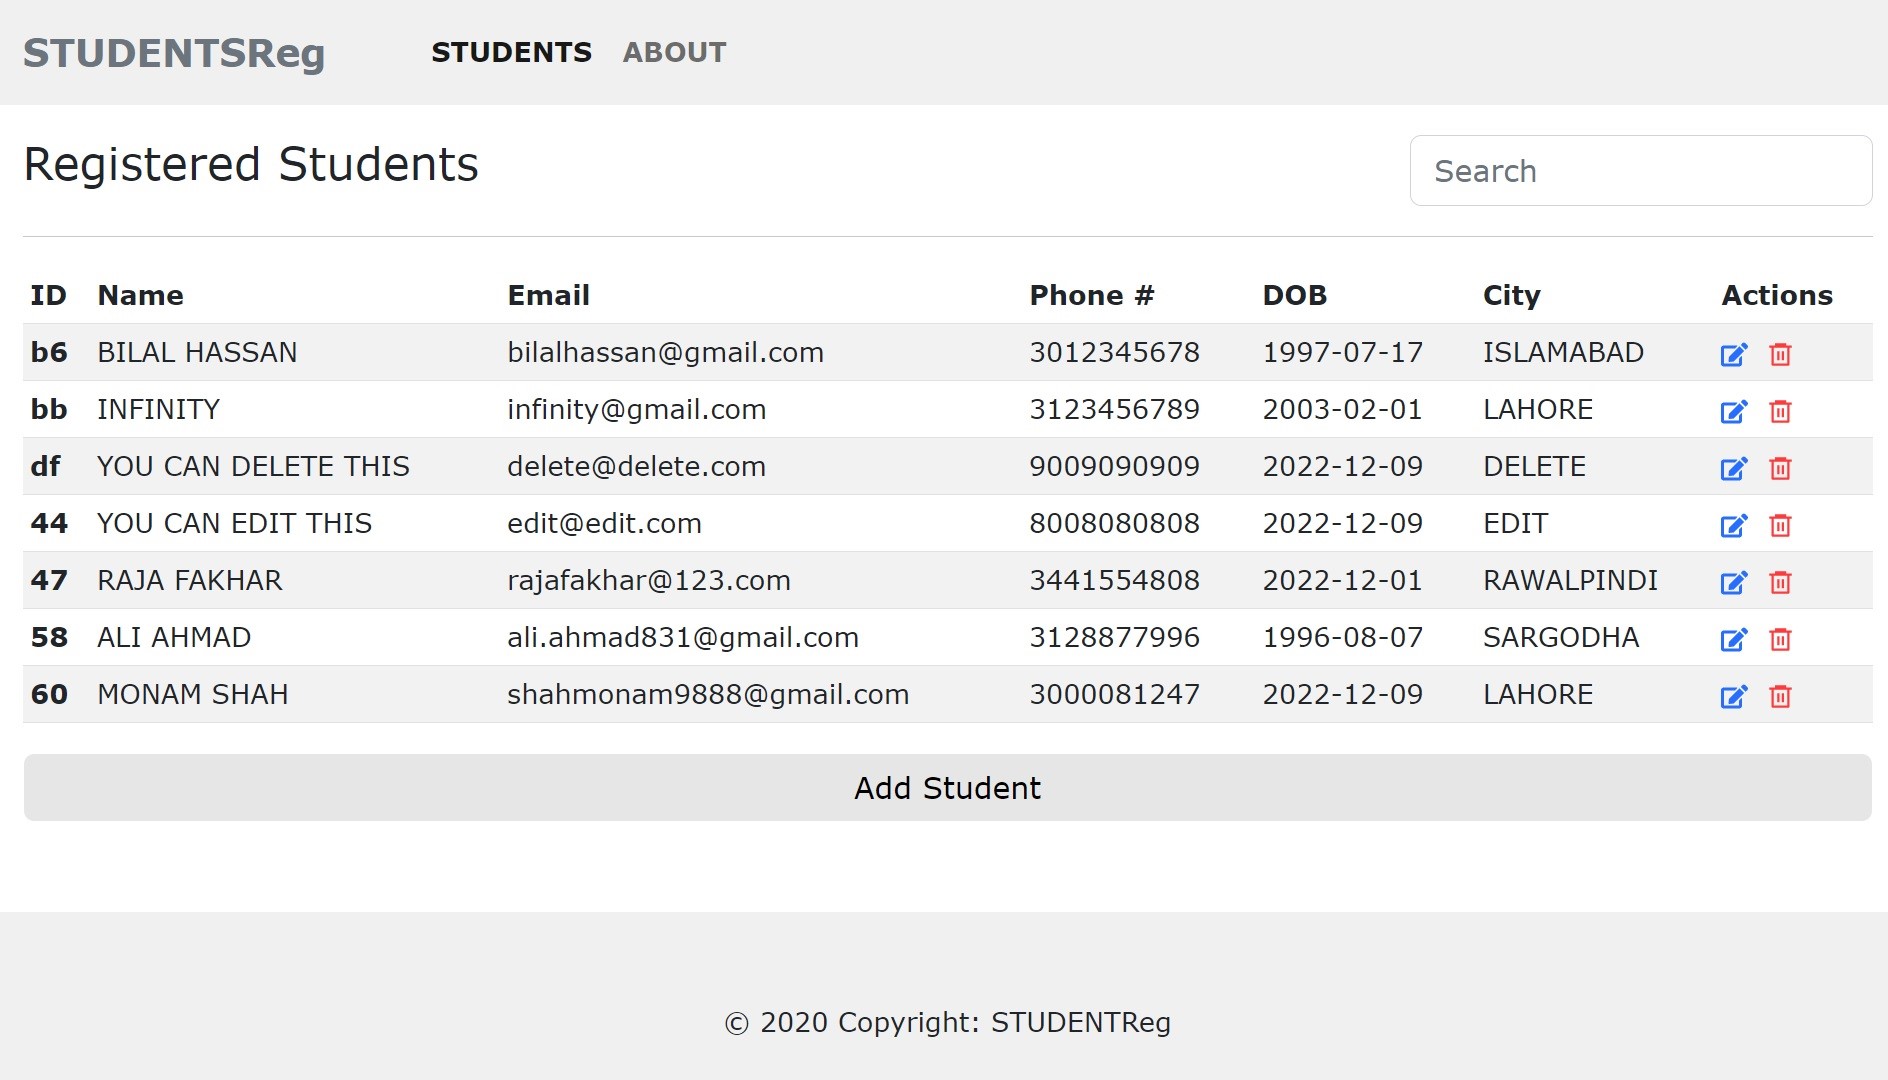 STUDENTSReg STUDENTS ABOUT
Registered Students Search
ID Name Email Phone # DOB City Actions
b6 BILAL HASSAN bilalhassan@gmail.com 3012345678 1997-07-17 ISLAMABAD
bb INFINITY infinity@gmail.com 3123456789 2003-02-01 LAHORE
df YOU CAN DELETE THIS delete@delete.com 9009090909 2022-12-09 DELETE
44 YOU CAN EDIT THIS edit@edit.com 8008080808 2022-12-09 EDIT
47 RAJA FAKHAR rajafakhar@123.com 3441554808 2022-12-01 RAWALPINDI
58 ALI AHMAD ali.ahmad831@gmail.com 3128877996 1996-08-07 SARGODHA
60 MONAM SHAH shahmonam9888@gmail.com 3000081247 2022-12-09 LAHORE
Add Student
© 2020 Copyright: STUDENTReg